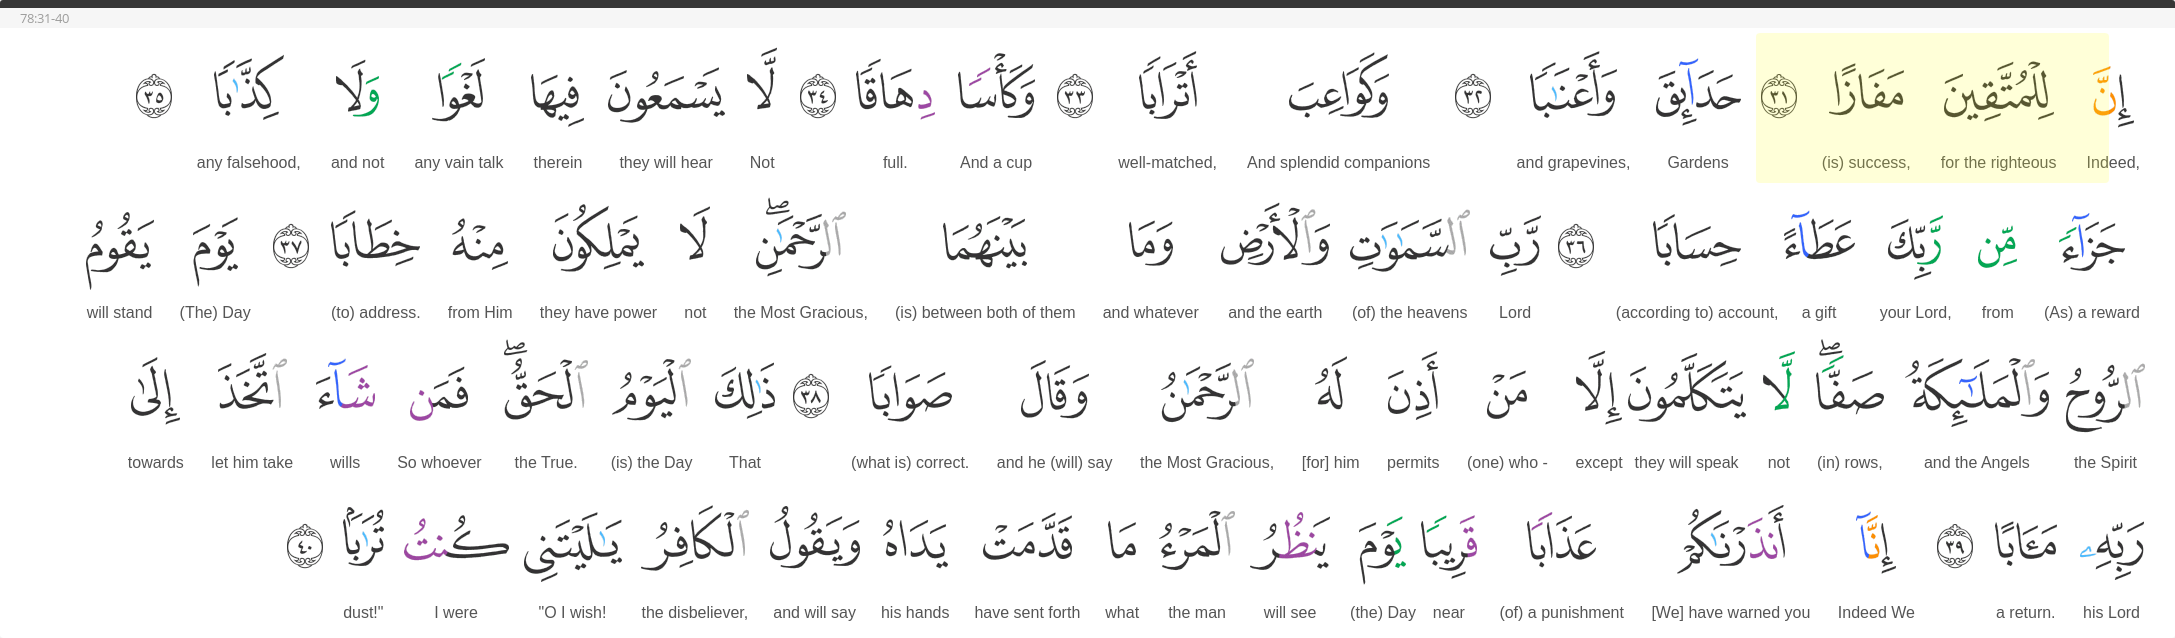 78:31-40
إِنَّ لِلْمُتَّقِينَ مَفَازًا ٣١ حَدَآئِقَ وَأَعْنَٰبًا ٣٢ وَكَوَاعِبَ أَتْرَابًا ٣٣ وَكَأْسًا دِهَاقًا ٣٤ لَّا يَسْمَعُونَ فِيهَا لَغْوًا وَلَا كِذَّٰبًا ٣٥
Indeed, for the righteous (is) success, Gardens and grapevines, And splendid companions well-matched, And a cup full. Not they will hear therein any vain talk and not any falsehood,
جَزَآءً مِّن رَّبِّكَ عَطَآءً حِسَابًا ٣٦ رَّبِّ ٱلسَّمَٰوَٰتِ وَٱلْأَرْضِ وَمَا بَيْنَهُمَا ٱلرَّحْمَٰنِ ۖ لَا يَمْلِكُونَ مِنْهُ خِطَابًا ٣٧ يَوْمَ يَقُومُ
(As) a reward from your Lord, a gift (according to) account, Lord (of) the heavens and the earth and whatever (is) between both of them the Most Gracious, not they have power from Him (to) address. (The) Day will stand
ٱلرُّوحُ وَٱلْمَلَٰٓئِكَةُ صَفًّا ۖ لَّا يَتَكَلَّمُونَ إِلَّا مَنْ أَذِنَ لَهُ ٱلرَّحْمَٰنُ وَقَالَ صَوَابًا ٣٨ ذَٰلِكَ ٱلْيَوْمُ ٱلْحَقُّ ۖ فَمَن شَآءَ ٱتَّخَذَ إِلَىٰ
the Spirit and the Angels (in) rows, not they will speak except (one) who - permits [for] him the Most Gracious, and he (will) say (what is) correct. That (is) the Day the True. So whoever wills let him take towards
رَبِّهِۦ مَـَٔابًا ٣٩ إِنَّآ أَنذَرْنَٰكُمْ عَذَابًا قَرِيبًا يَوْمَ يَنظُرُ ٱلْمَرْءُ مَا قَدَّمَتْ يَدَاهُ وَيَقُولُ ٱلْكَافِرُ يَٰلَيْتَنِى كُنتُ تُرَٰبًۢا ٤٠
his Lord a return. Indeed We [We] have warned you (of) a punishment near (the) Day will see the man what have sent forth his hands and will say the disbeliever, "O I wish! I were dust!"